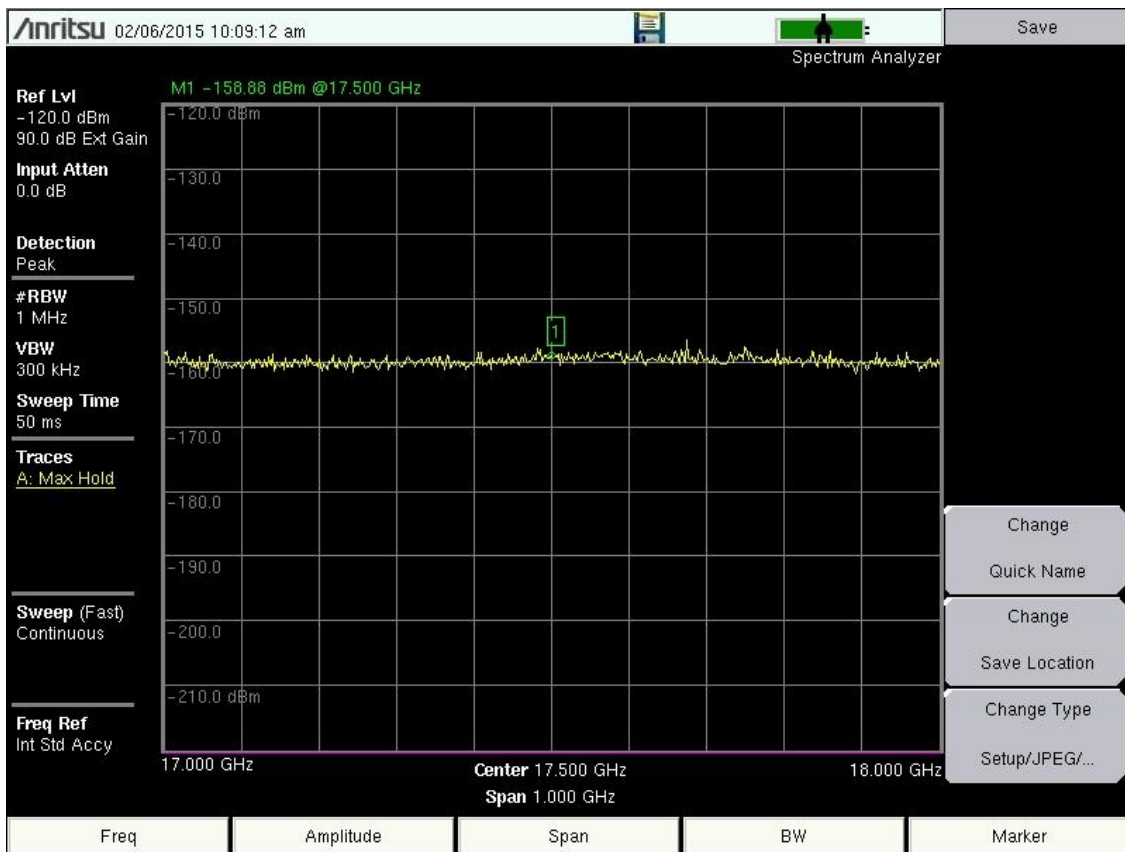 Anritsu 02/06/2015 10:09:12 am
Save
Spectrum Analyzer
M1 -158.88 dBm @17.500 GHz
Ref Lvl
-120.0 dBm
90.0 dB Ext Gain
Input Atten
0.0 dB
Detection
Peak
#RBW
1 MHz
VBW
300 kHz
Sweep Time
50 ms
Traces
A: Max Hold
Sweep (Fast)
Continuous
Freq Ref
Int Std Accy
-120.0 dBm
-130.0
-140.0
-150.0
1
-160.0
-170.0
-180.0
-190.0
-200.0
-210.0 dBm
17.000 GHz
Center 17.500 GHz
18.000 GHz
Span 1.000 GHz
Change
Quick Name
Change
Save Location
Change Type
Setup/JPEG/...
Freq
Amplitude
Span
BW
Marker